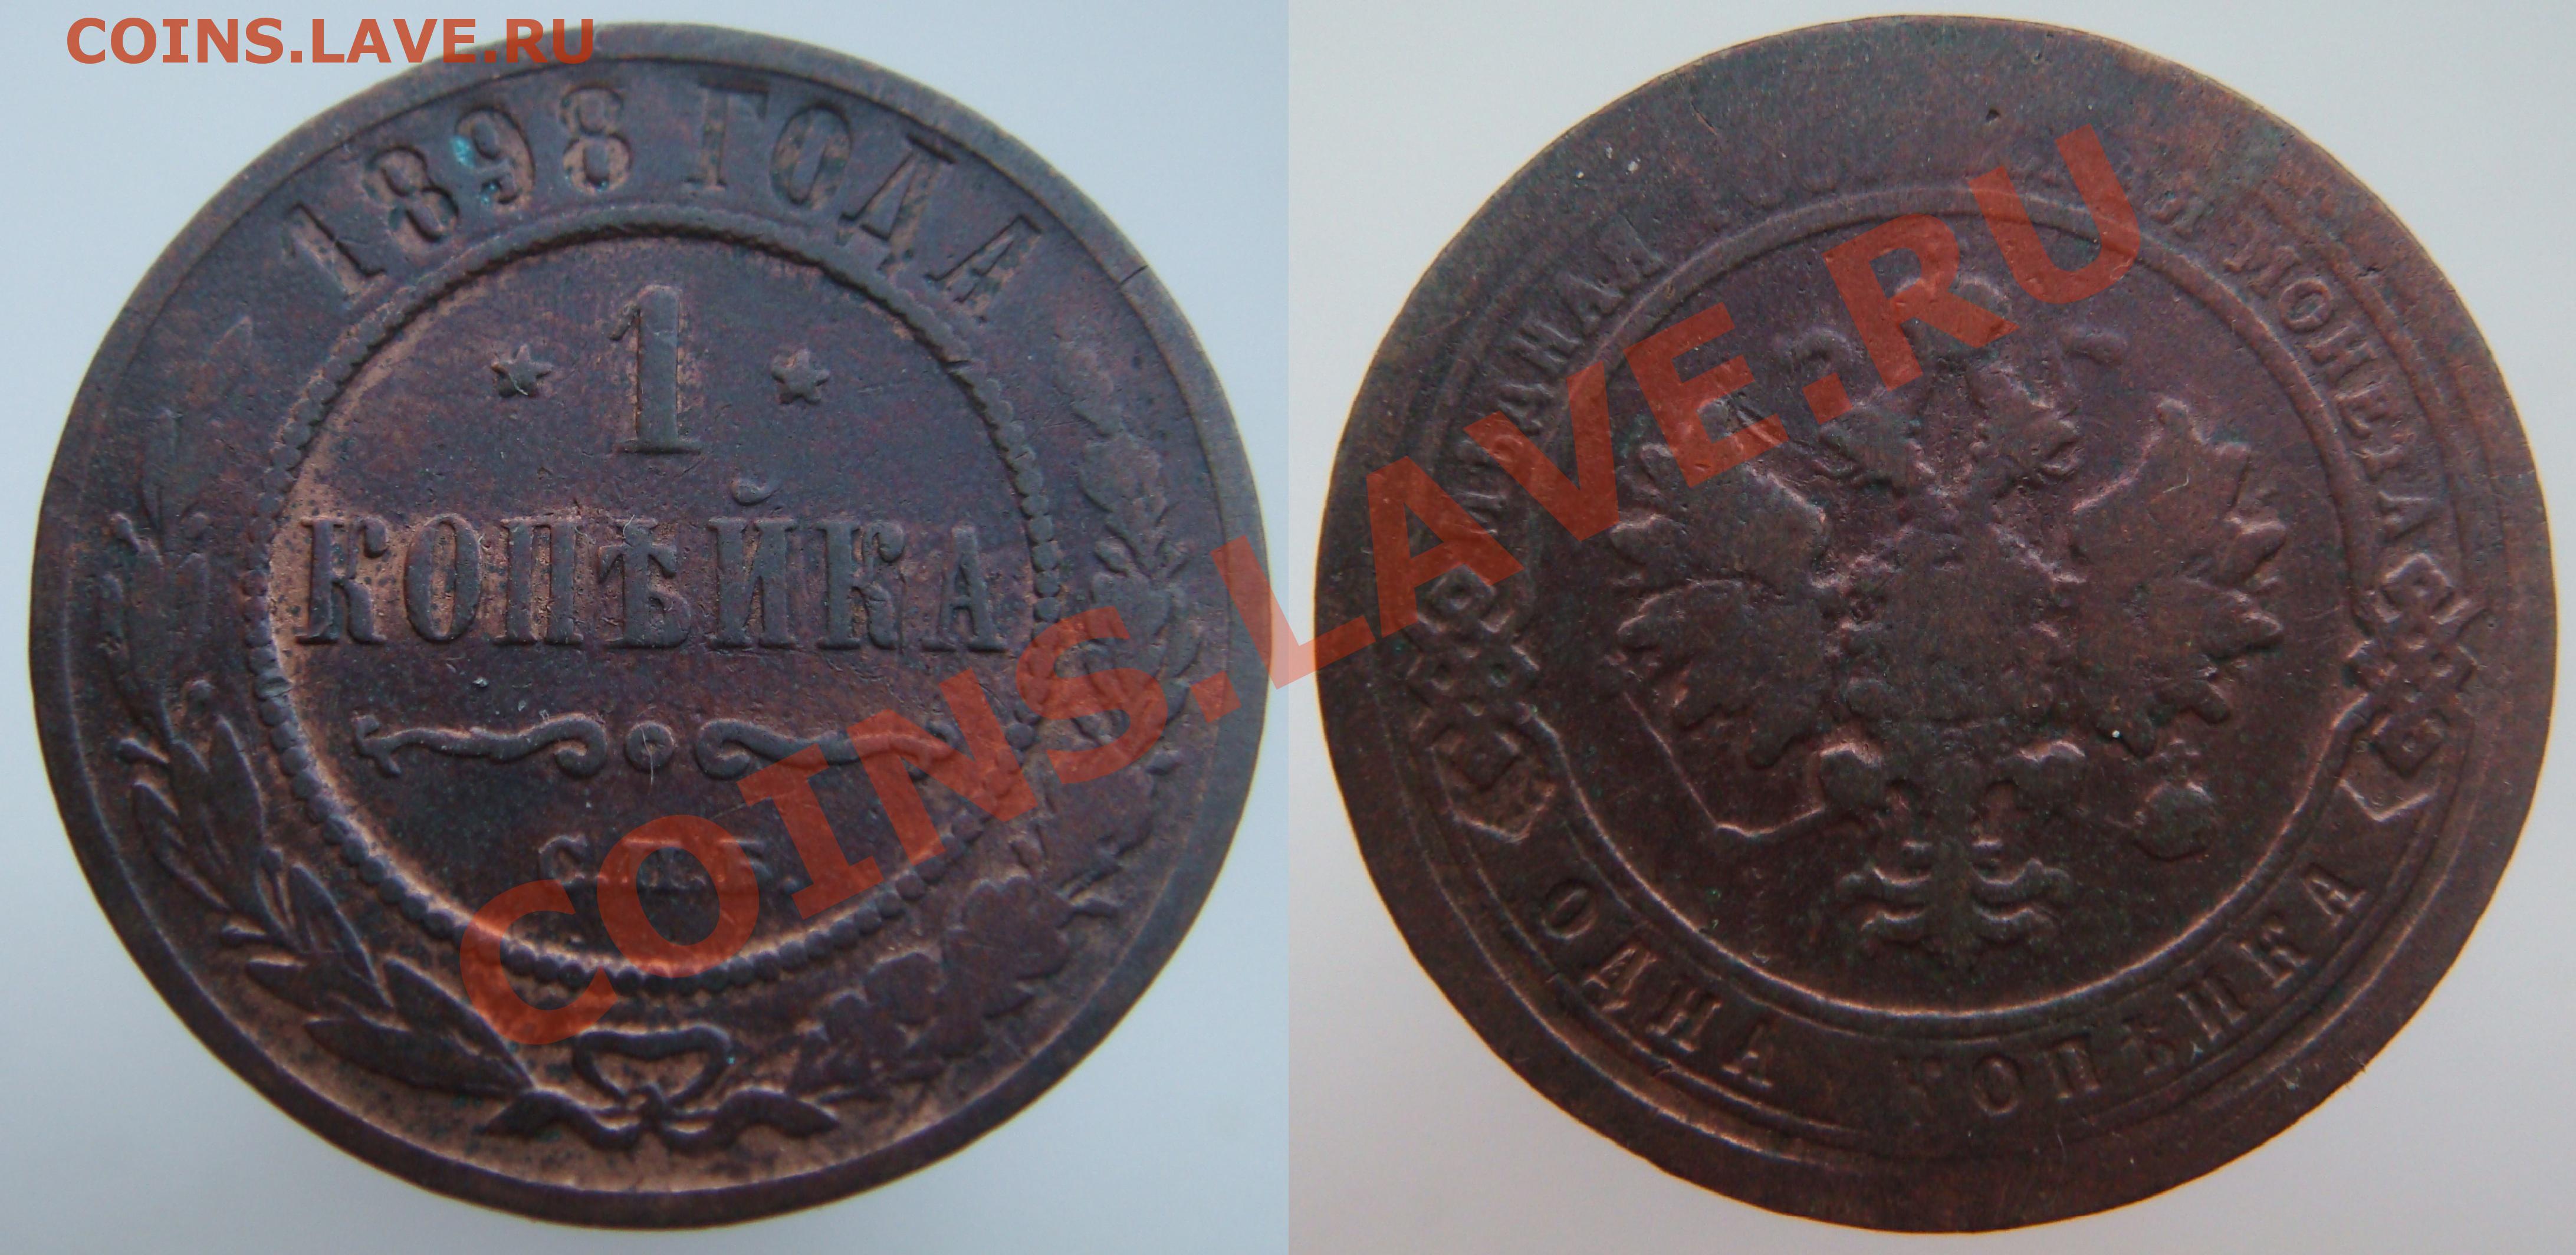 COINS.LAVE.RU
1898 ГОДА
1
КОПѢЙКА
С.П.Б.
МОНЕТА
ОДНА КОПѢЙКА
COINS.LAVE.RU